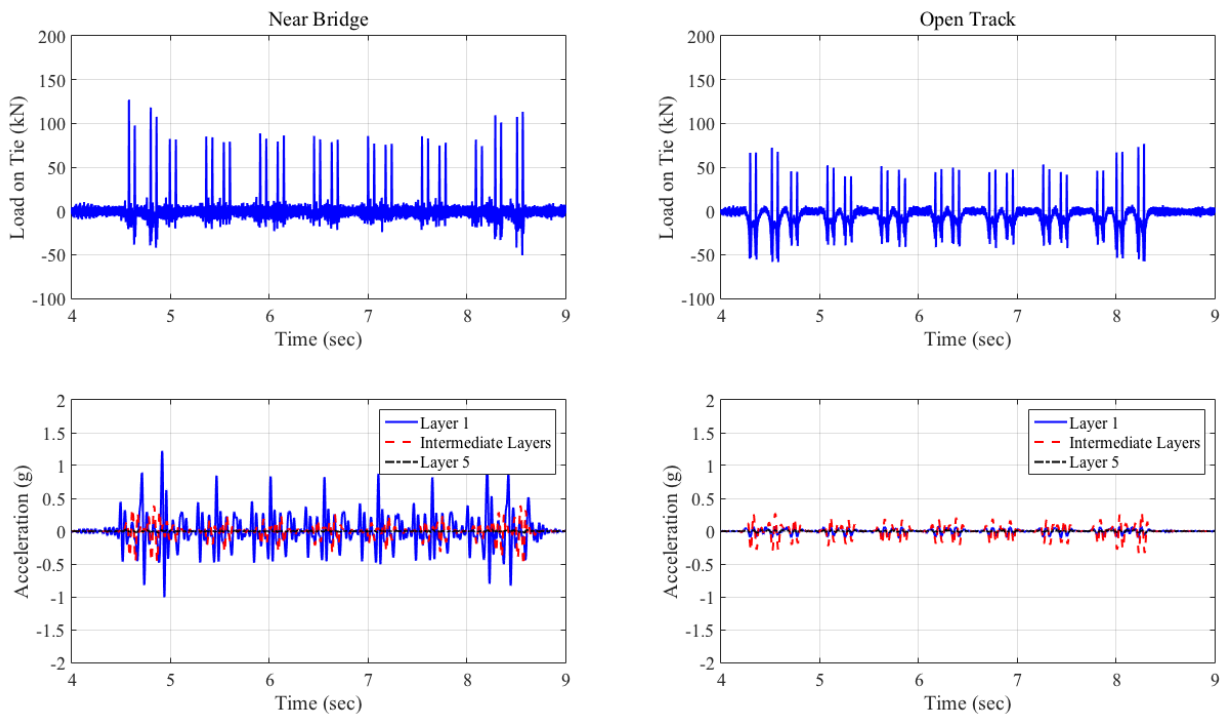 Near Bridge
200
150
100
50
0
-50
-100
Load on Tie (kN)
4 5 6 7 8 9
Time (sec)
Open Track
200
150
100
50
0
-50
-100
Load on Tie (kN)
4 5 6 7 8 9
Time (sec)
2
1.5
1
0.5
0
-0.5
-1
-1.5
-2
Acceleration (g)
Layer 1
Intermediate Layers
Layer 5
4 5 6 7 8 9
Time (sec)
2
1.5
1
0.5
0
-0.5
-1
-1.5
-2
Acceleration (g)
Layer 1
Intermediate Layers
Layer 5
4 5 6 7 8 9
Time (sec)